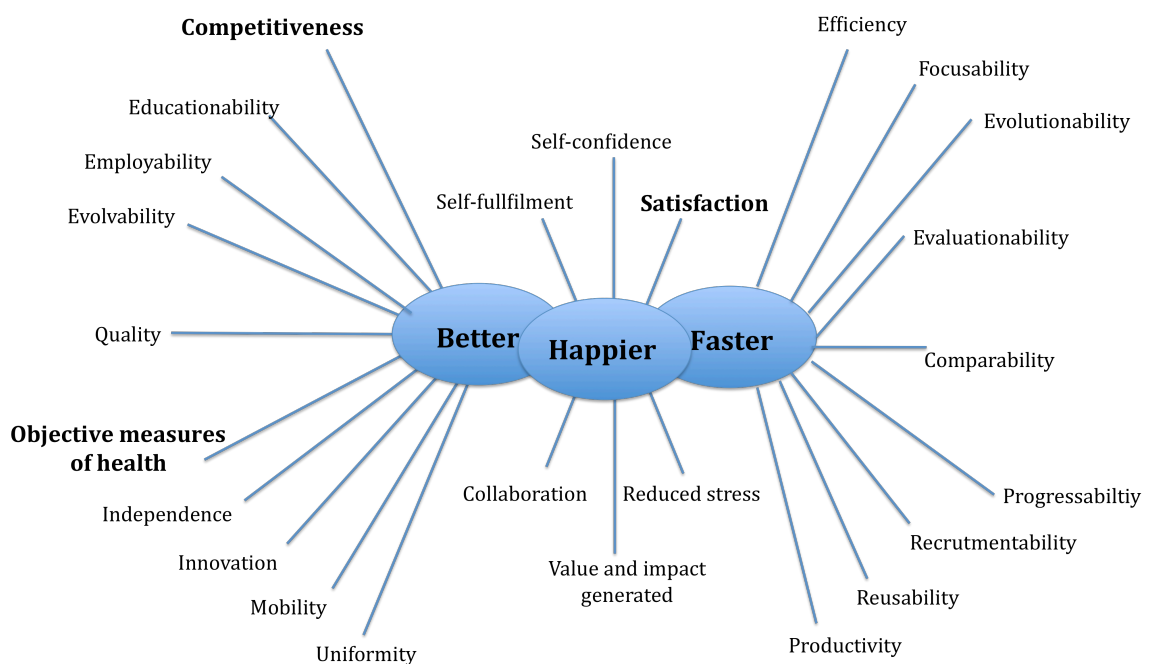 Competitiveness
Efficiency
Focusability
Educationability
Evolutionability
Self-confidence
Employability
Self-fullfilment
Satisfaction
Evolvability
Evaluationability
Quality
Better
Happier
Faster
Comparability
Objective measures
of health
Collaboration
Reduced stress
Progressabiltiy
Independence
Recrutmentability
Innovation
Value and impact
generated
Mobility
Reusability
Productivity
Uniformity